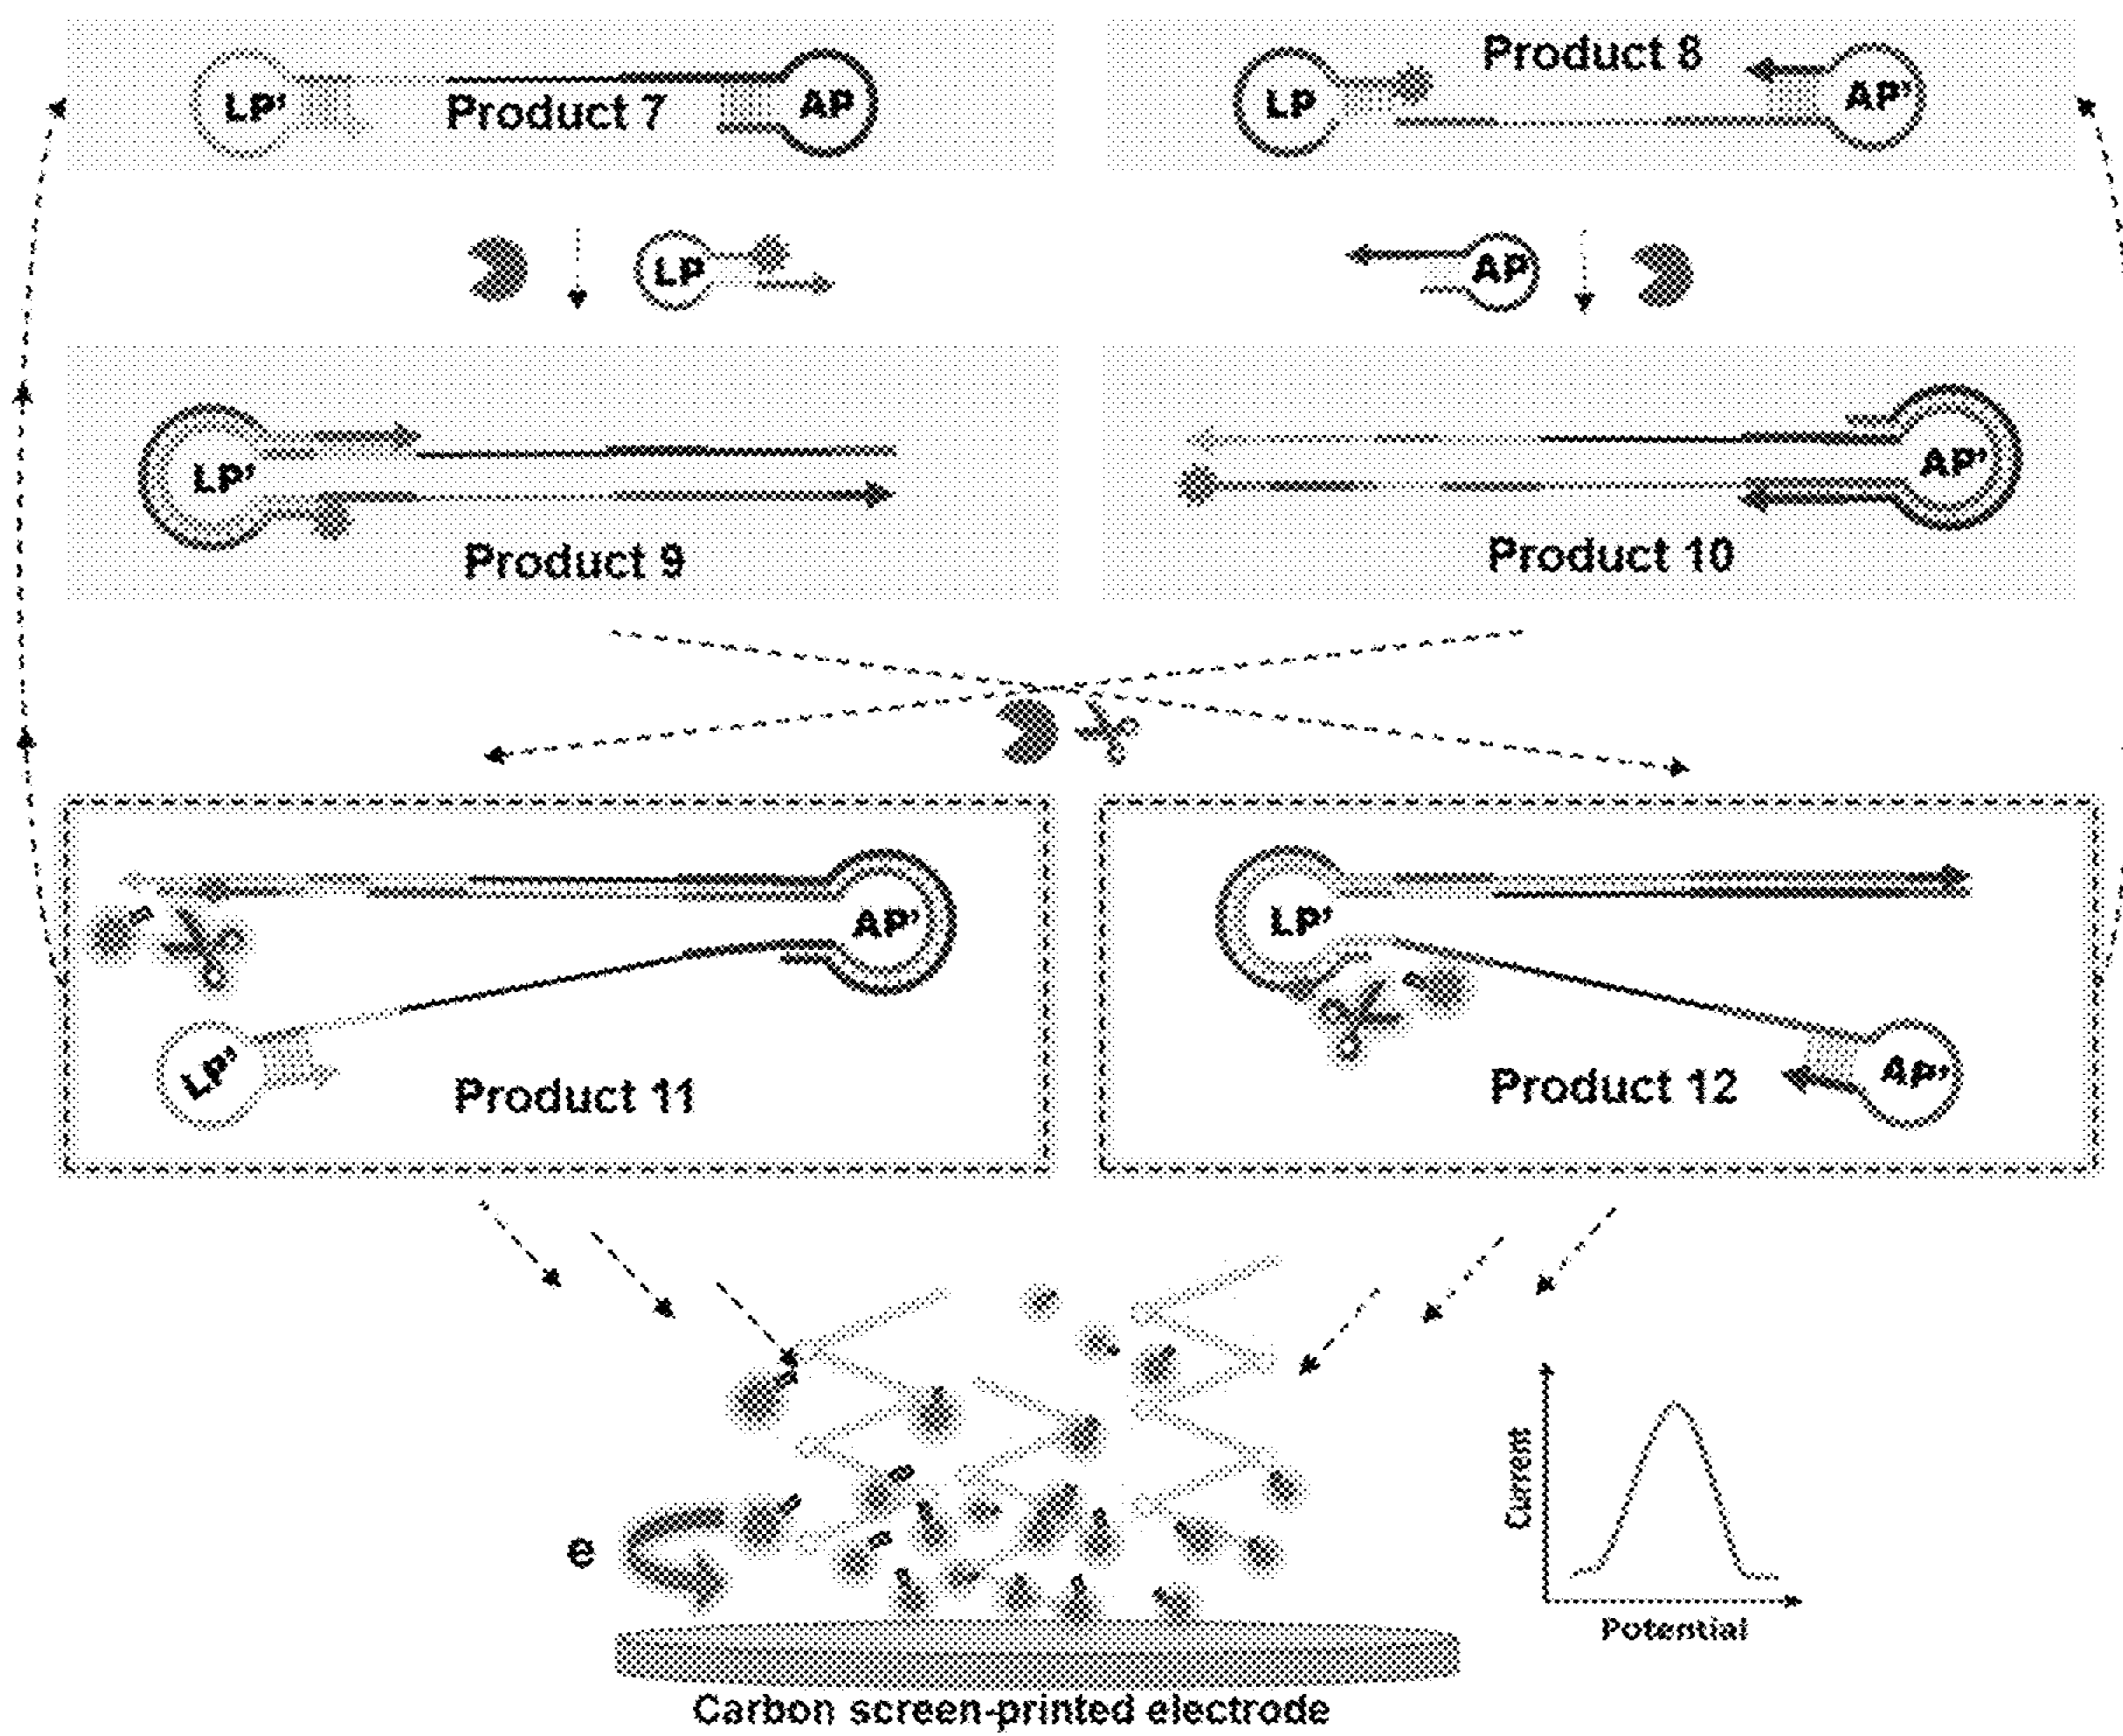 LP'
Product 7
AP
Product 8
LP
AP'
LP
AP
LP'
Product 9
AP'
Product 10
AP'
LP'
Product 11
LP'
Product 12
AP'
e
Current
Potential
Carbon screen-printed electrode